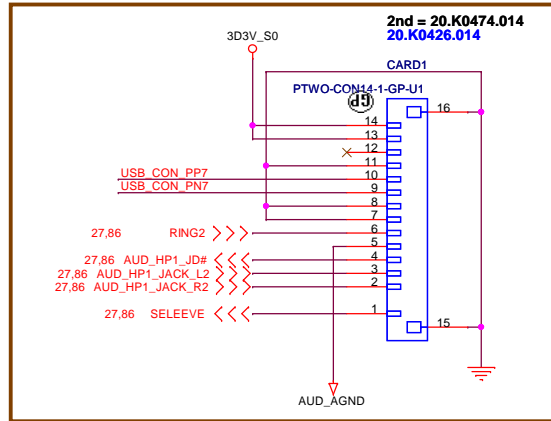 2nd = 20.K0474.014
20.K0426.014
3D3V_S0
CARD1
PTWO-CON14-1-GP-U1
GP
16
14
13
12
11
USB_CON_PP7
10
USB_CON_PN7
9
8
7
27,86 RING2 6
5
27,86 AUD_HP1_JD# 4
27,86 AUD_HP1_JACK_L2 3
27,86 AUD_HP1_JACK_R2 2
27,86 SELEEVE 1
15
AUD_AGND